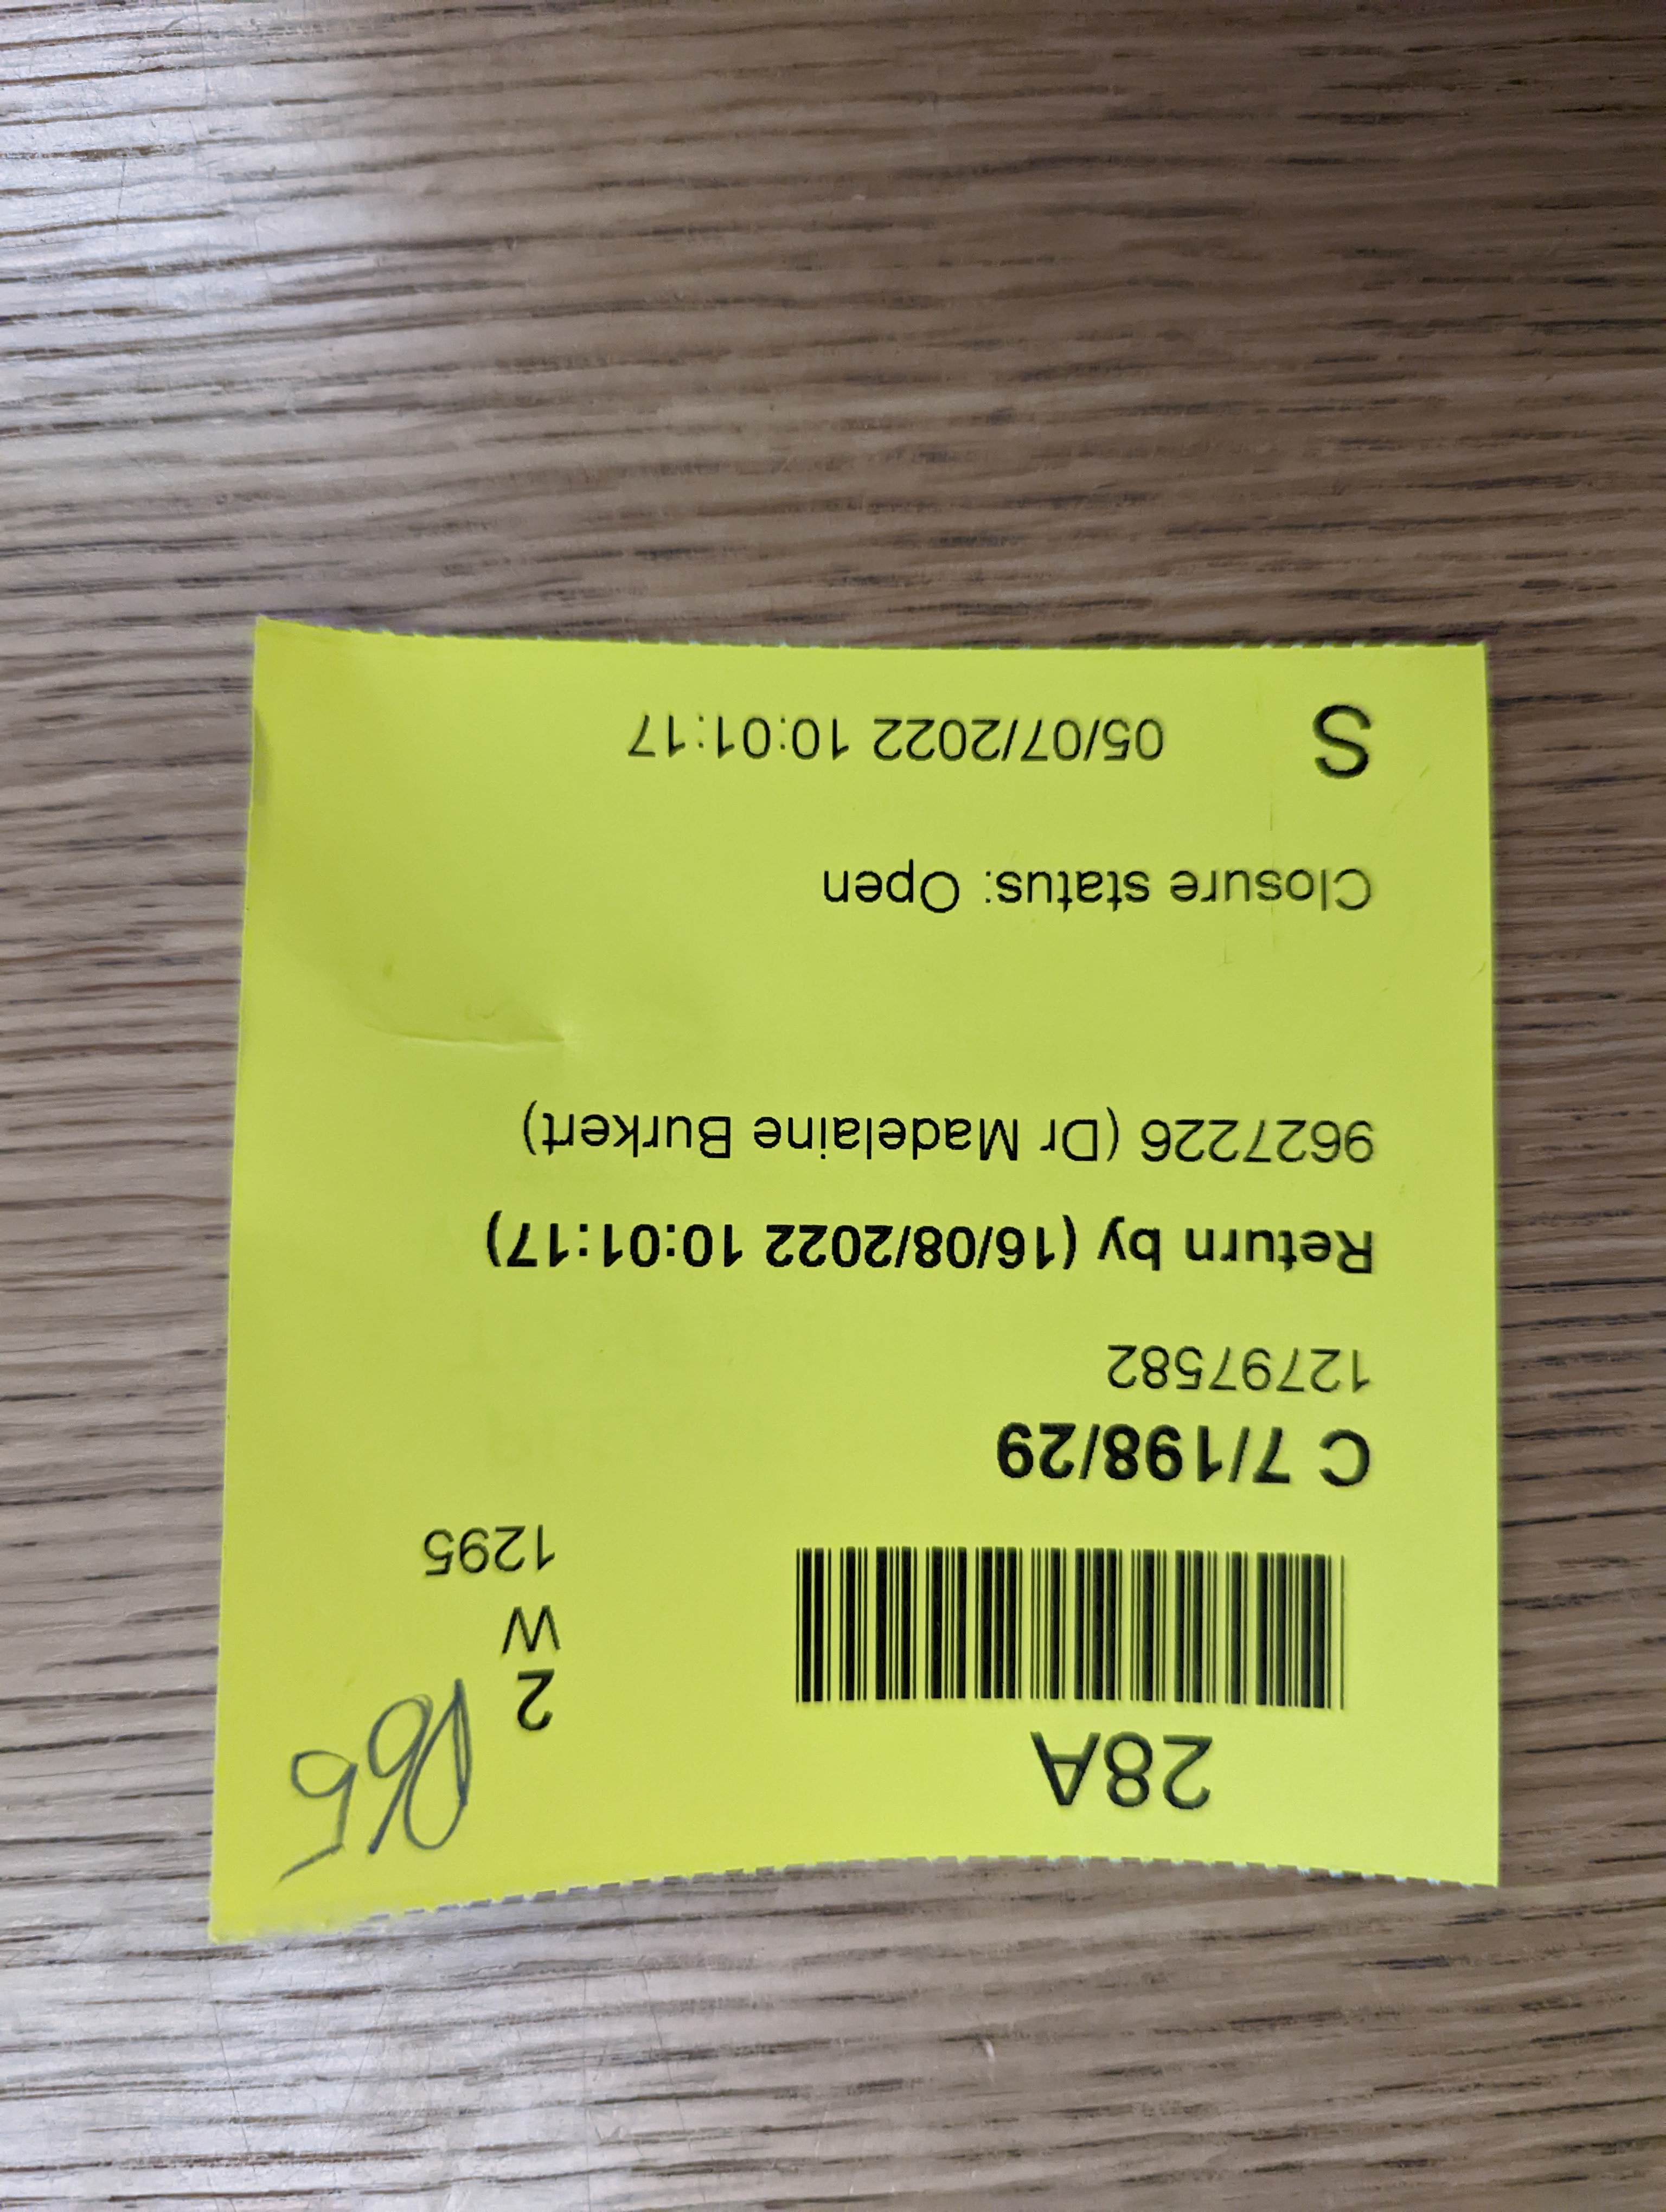 28A
2
W
1295
C 7/198/29
12797582
Return by (16/08/2022 10:01:17)
9627226 (Dr Madelaine Burkert)
Closure status: Open
S 05/07/2022 10:01:17